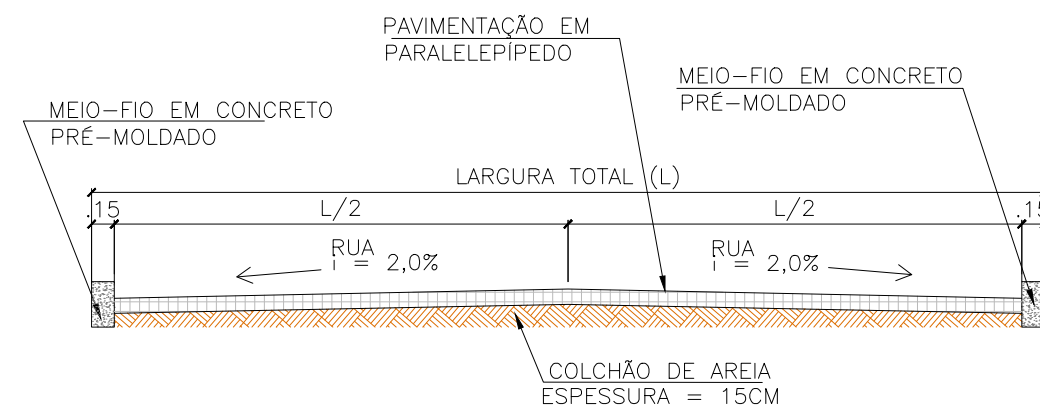 PAVIMENTAÇÃO EM
PARALELEPÍPEDO
MEIO-FIO EM CONCRETO
PRÉ-MOLDADO
MEIO-FIO EM CONCRETO
PRÉ-MOLDADO
LARGURA TOTAL (L)
.15
L/2
L/2
.15
RUA
i = 2,0%
RUA
i = 2,0%
COLCHÃO DE AREIA
ESPESSURA = 15CM